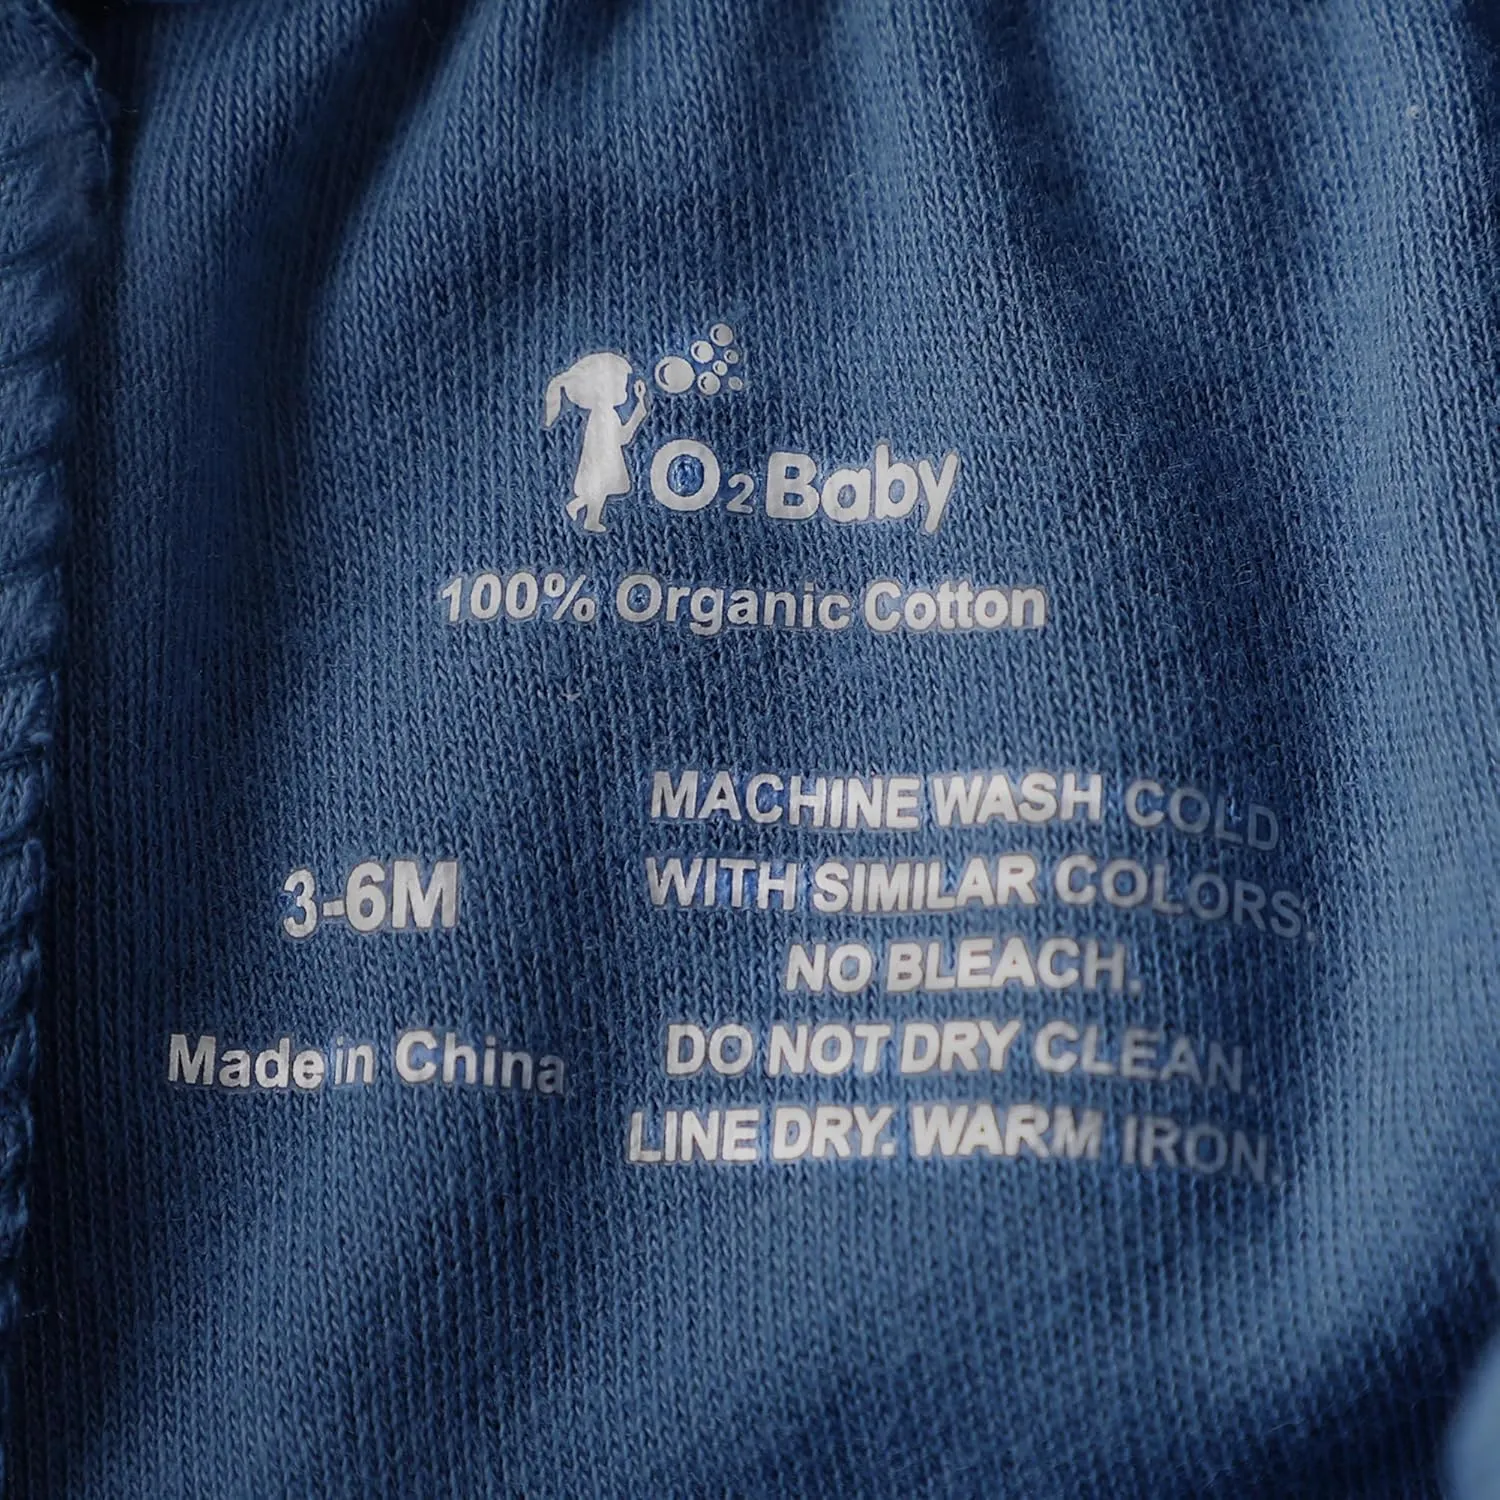 O2Baby
100% Organic Cotton
3-6M
Made in China
MACHINE WASH COLD
WITH SIMILAR COLORS.
NO BLEACH.
DO NOT DRY CLEAN.
LINE DRY. WARM IRON.